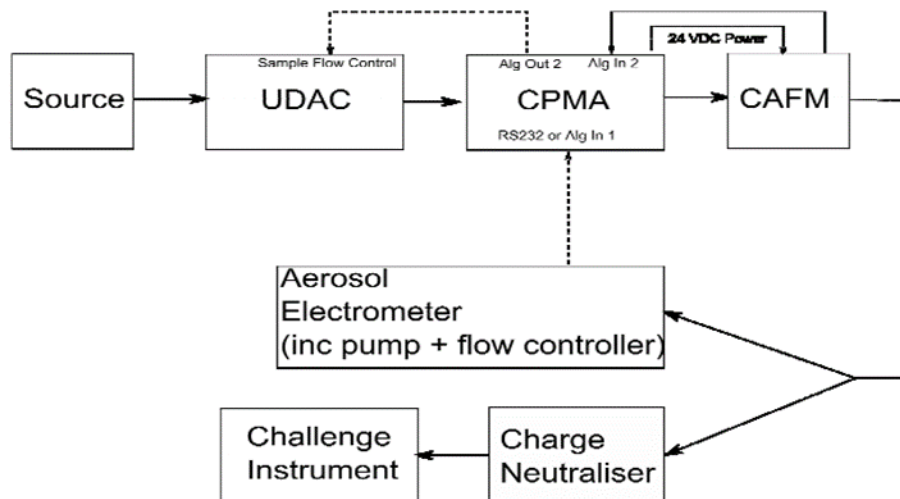 24 VDC Power
Sample Flow Control
Alg Out 2
Alg In 2
Source
UDAC
CPMA
CAFM
RS232 or Alg In 1
Aerosol
Electrometer
(inc pump + flow controller)
Challenge
Instrument
Charge
Neutraliser